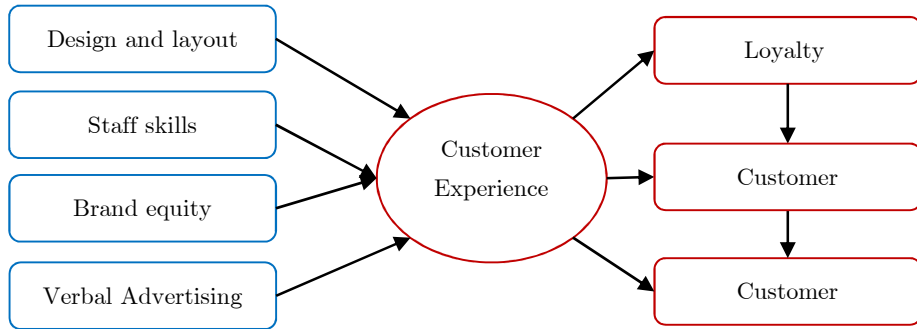 Design and layout
Staff skills
Brand equity
Verbal Advertising
Customer
Experience
Loyalty
Customer
Customer